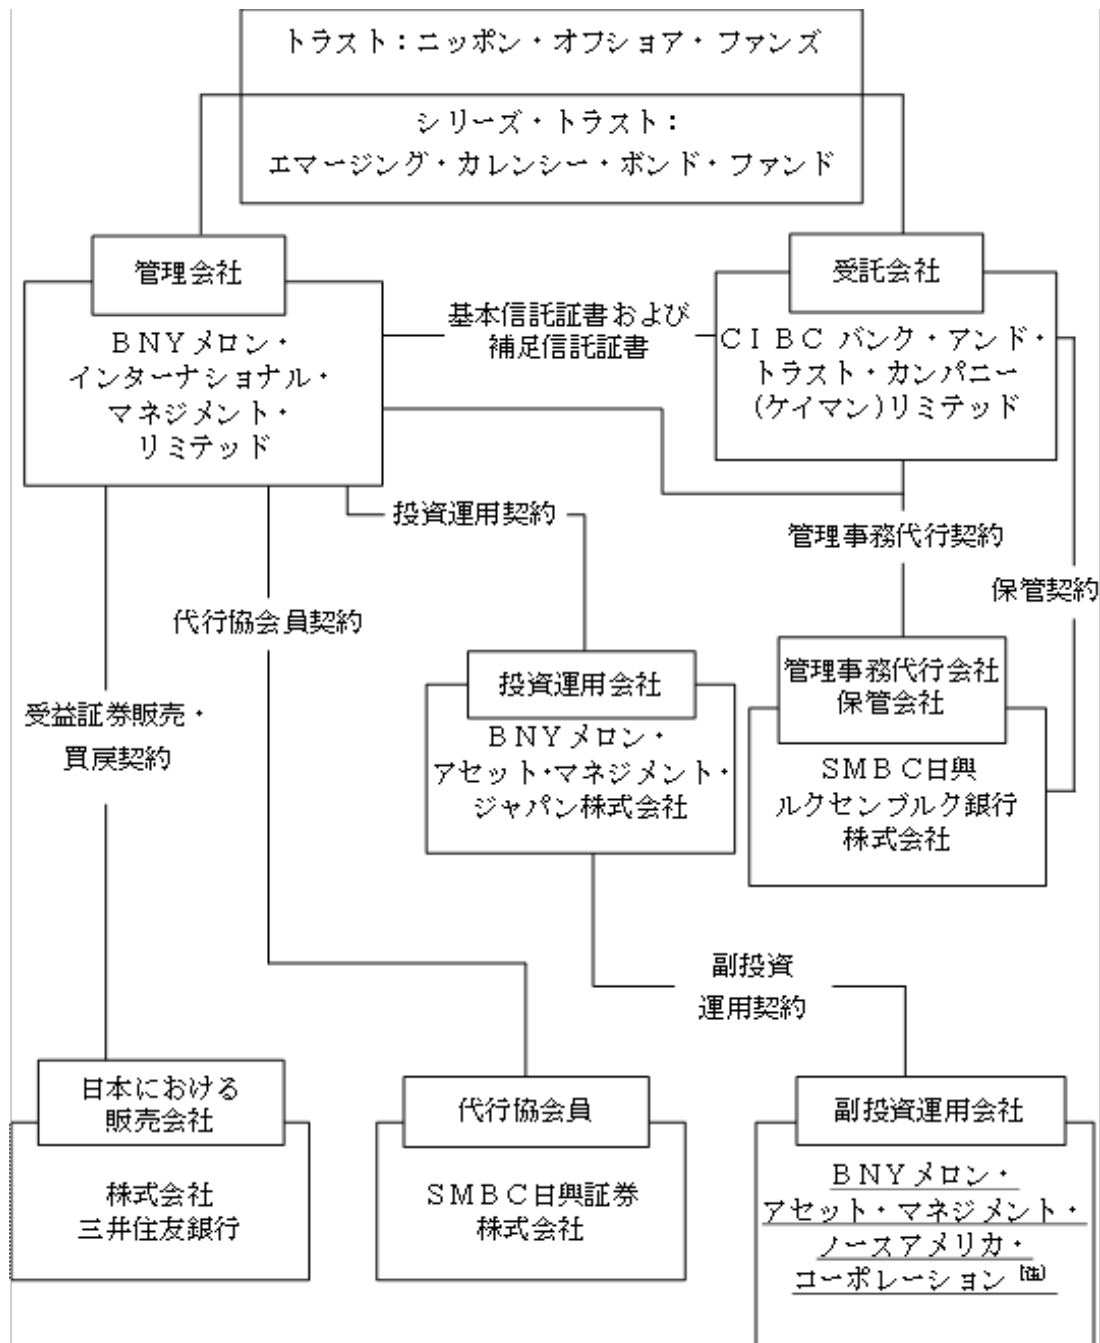 トラスト：ニッポン・オフショア・ファンズ
シリーズ・トラスト：
エマージング・カレンシー・ボンド・ファンド
管理会社
ＢＮＹメロン・
インターナショナル・
マネジメント・
リミテッド
基本信託証書および
補足信託証書
受託会社
ＣＩＢＣ バンク・アンド・
トラスト・カンパニー
(ケイマン)リミテッド
投資運用契約
管理事務代行契約
保管契約
代行協会員契約
受益証券販売・
買戻契約
投資運用会社
ＢＮＹメロン・
アセット・マネジメント・
ジャパン株式会社
管理事務代行会社
保管会社
ＳＭＢＣ日興
ルクセンブルク銀行
株式会社
副投資
運用契約
日本における
販売会社
株式会社
三井住友銀行
代行協会員
ＳＭＢＣ日興証券
株式会社
副投資運用会社
ＢＮＹメロン・
アセット・マネジメント・
ノースアメリカ・
コーポレーション